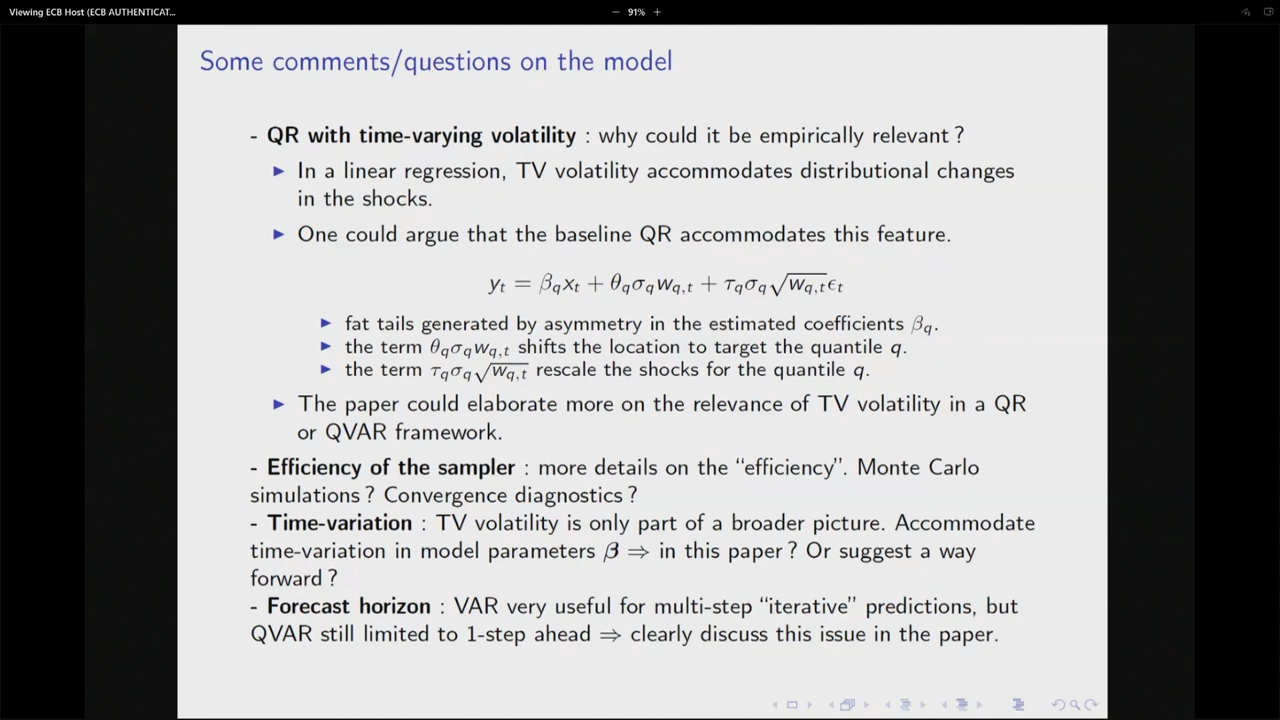 Viewing ECB Host (ECB AUTHENTICAT...
− 91% +
Some comments/questions on the model
- QR with time-varying volatility : why could it be empirically relevant ?
▶ In a linear regression, TV volatility accommodates distributional changes
in the shocks.
▶ One could argue that the baseline QR accommodates this feature.
y_t = β_q x_t + θ_q σ_q w_{q,t} + τ_q σ_q √w_{q,t} ϵ_t
▶ fat tails generated by asymmetry in the estimated coefficients β_q.
▶ the term θ_q σ_q w_{q,t} shifts the location to target the quantile q.
▶ the term τ_q σ_q √w_{q,t} rescale the shocks for the quantile q.
▶ The paper could elaborate more on the relevance of TV volatility in a QR
or QVAR framework.
- Efficiency of the sampler : more details on the “efficiency”. Monte Carlo
simulations ? Convergence diagnostics ?
- Time-variation : TV volatility is only part of a broader picture. Accommodate
time-variation in model parameters β ⇒ in this paper ? Or suggest a way
forward ?
- Forecast horizon : VAR very useful for multi-step “iterative” predictions, but
QVAR still limited to 1-step ahead ⇒ clearly discuss this issue in the paper.